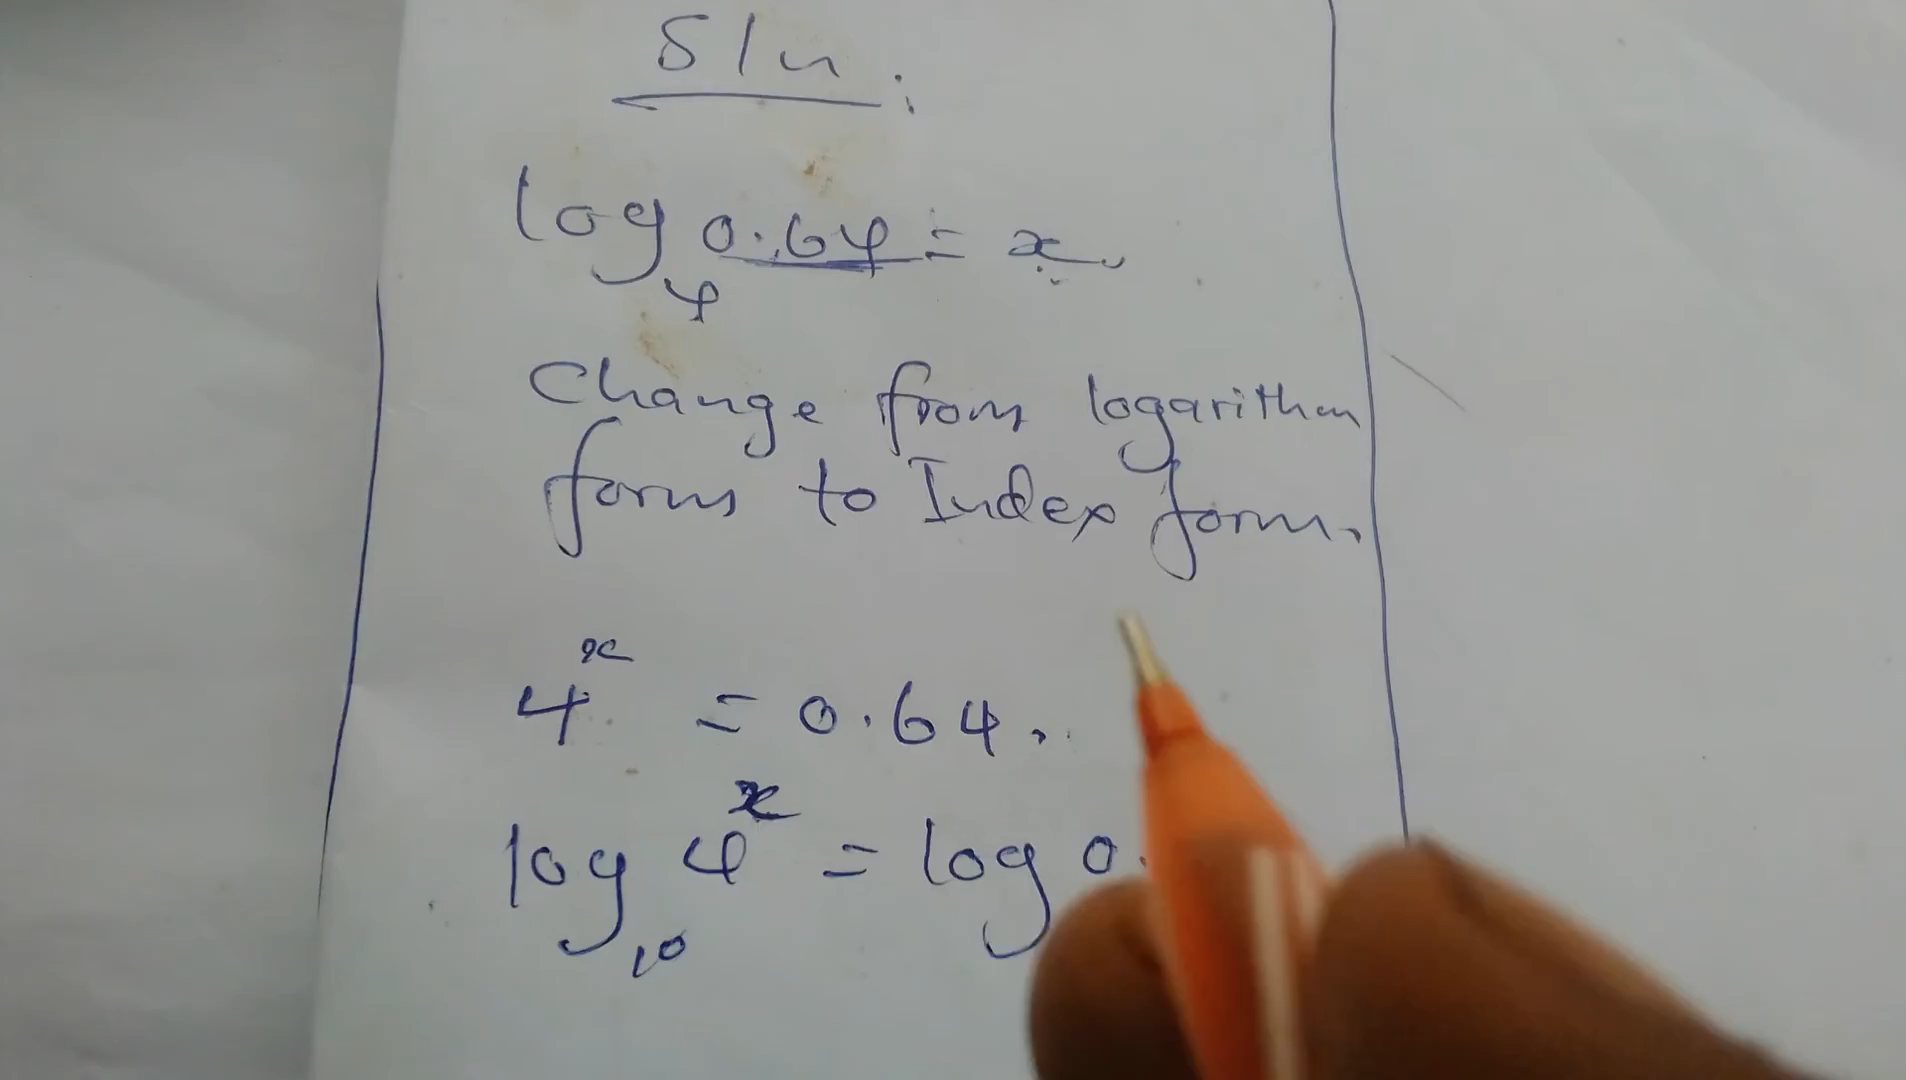 Sln:
log₄ 0.64 = x.
Change from logarithm
form to Index form.
4ˣ = 0.64.
log₁₀ 4ˣ = log 0.